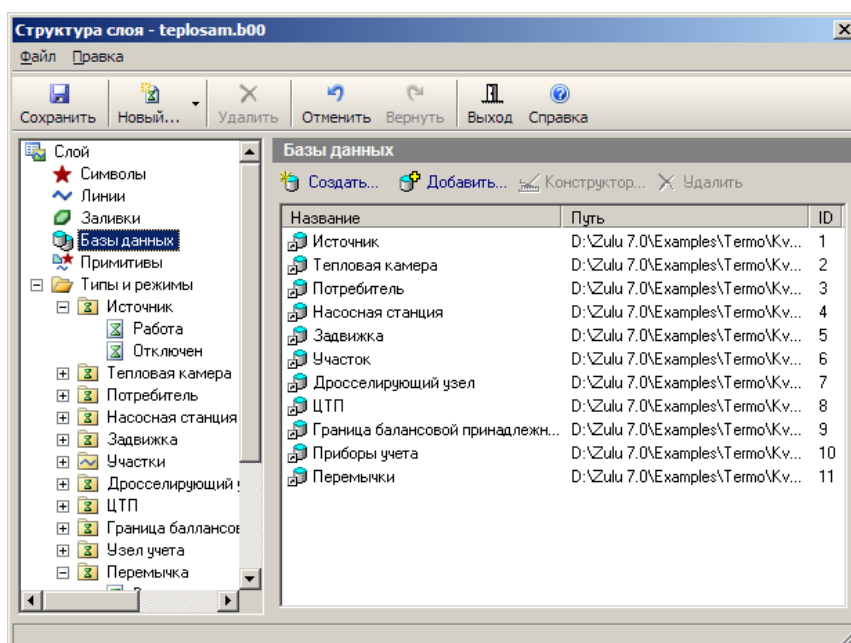 Структура слоя - teplosam.b00
Файл Правка
Сохранить Новый... Удалить Отменить Вернуть Выход Справка
Слой
Символы
Линии
Заливки
Базы данных
Примитивы
Типы и режимы
Источник
Работа
Отключен
Тепловая камера
Потребитель
Насосная станция
Задвижка
Участки
Дросселирующий
ЦТП
Граница баллансов
Узел учета
Перемычка
Базы данных
Создать... Добавить... Конструктор... Удалить
Название Путь ID
Источник D:\Zulu 7.0\Examples\Termo\Kv... 1
Тепловая камера D:\Zulu 7.0\Examples\Termo\Kv... 2
Потребитель D:\Zulu 7.0\Examples\Termo\Kv... 3
Насосная станция D:\Zulu 7.0\Examples\Termo\Kv... 4
Задвижка D:\Zulu 7.0\Examples\Termo\Kv... 5
Участок D:\Zulu 7.0\Examples\Termo\Kv... 6
Дросселирующий узел D:\Zulu 7.0\Examples\Termo\Kv... 7
ЦТП D:\Zulu 7.0\Examples\Termo\Kv... 8
Граница балансовой принадлежн... D:\Zulu 7.0\Examples\Termo\Kv... 9
Приборы учета D:\Zulu 7.0\Examples\Termo\Kv... 10
Перемычки D:\Zulu 7.0\Examples\Termo\Kv... 11